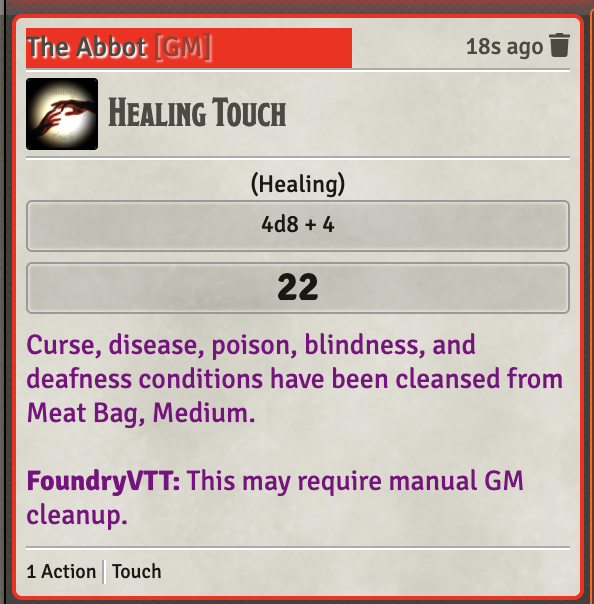 The Abbot [GM]
18s ago
Healing Touch
(Healing)
4d8 + 4
22
Curse, disease, poison, blindness, and
deafness conditions have been cleansed from
Meat Bag, Medium.
FoundryVTT: This may require manual GM
cleanup.
1 Action | Touch